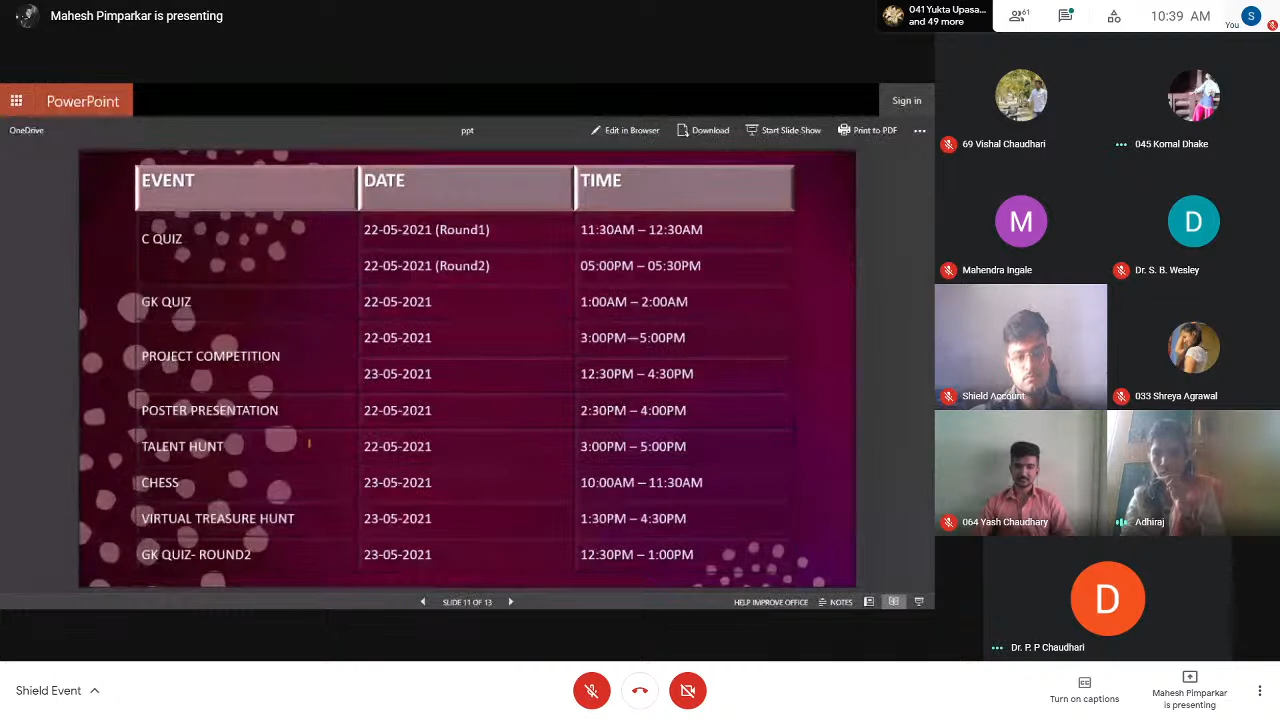 Mahesh Pimparkar is presenting
041 Yukta Upasa...
and 49 more
61
10:39 AM
You
S
PowerPoint
Sign in
OneDrive
ppt
Edit in Browser
Download
Start Slide Show
Print to PDF
EVENT DATE TIME
C QUIZ 22-05-2021 (Round1) 11:30AM – 12:30AM
22-05-2021 (Round2) 05:00PM – 05:30PM
GK QUIZ 22-05-2021 1:00AM – 2:00AM
PROJECT COMPETITION 22-05-2021 3:00PM—5:00PM
23-05-2021 12:30PM – 4:30PM
POSTER PRESENTATION 22-05-2021 2:30PM – 4:00PM
TALENT HUNT 22-05-2021 3:00PM – 5:00PM
CHESS 23-05-2021 10:00AM – 11:30AM
VIRTUAL TREASURE HUNT 23-05-2021 1:30PM – 4:30PM
GK QUIZ- ROUND2 23-05-2021 12:30PM – 1:00PM
SLIDE 11 OF 13
HELP IMPROVE OFFICE
NOTES
69 Vishal Chaudhari
045 Komal Dhake
M
Mahendra Ingale
D
Dr. S. B. Wesley
Shield Account
033 Shreya Agrawal
064 Yash Chaudhary
Adhiraj
D
Dr. P. P Chaudhari
Shield Event
Turn on captions
Mahesh Pimparkar
is presenting